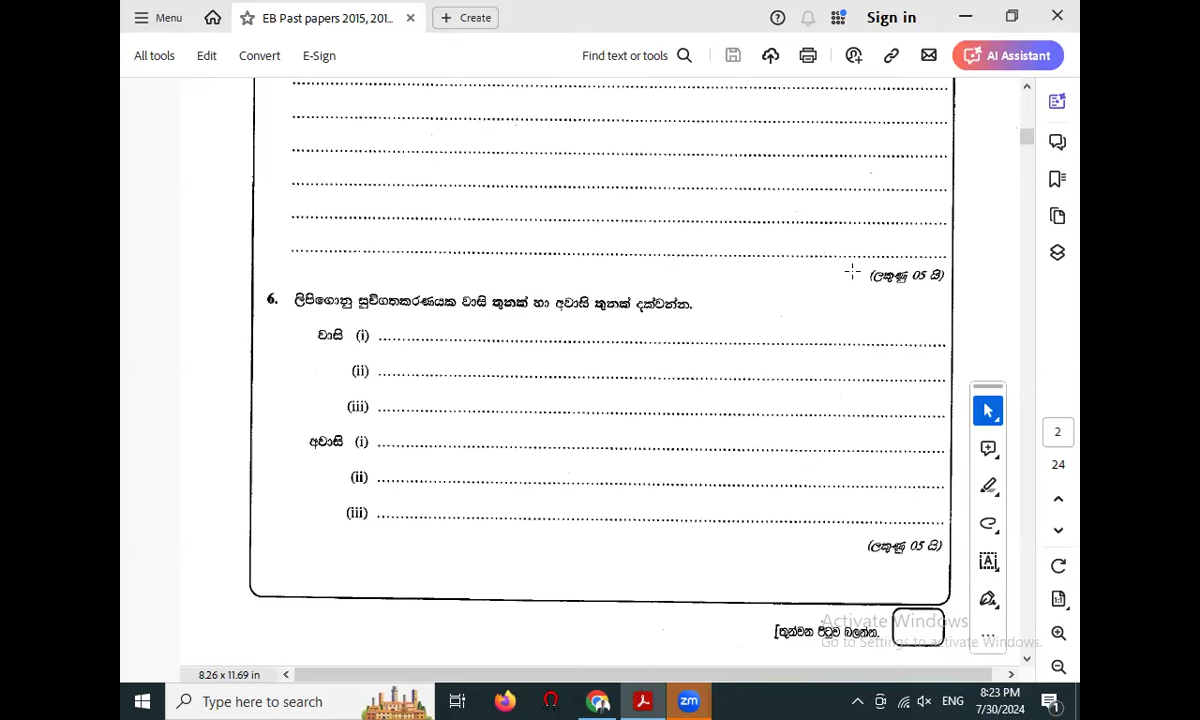 Menu
EB Past papers 2015, 201...
Create
Sign in
All tools
Edit
Convert
E-Sign
Find text or tools
AI Assistant
(ලකුණු 05 යි)
6. ලිපිගොනු සූචිගතකරණයක වාසි තුනක් හා අවාසි තුනක් දක්වන්න.
වාසි (i)
(ii)
(iii)
අවාසි (i)
(ii)
(iii)
(ලකුණු 05 යි)
[තුන්වන පිටුව බලන්න.
2
24
Activate Windows
Go to Settings to activate Windows.
8.26 x 11.69 in
Type here to search
zm
ENG
8:23 PM
7/30/2024
1